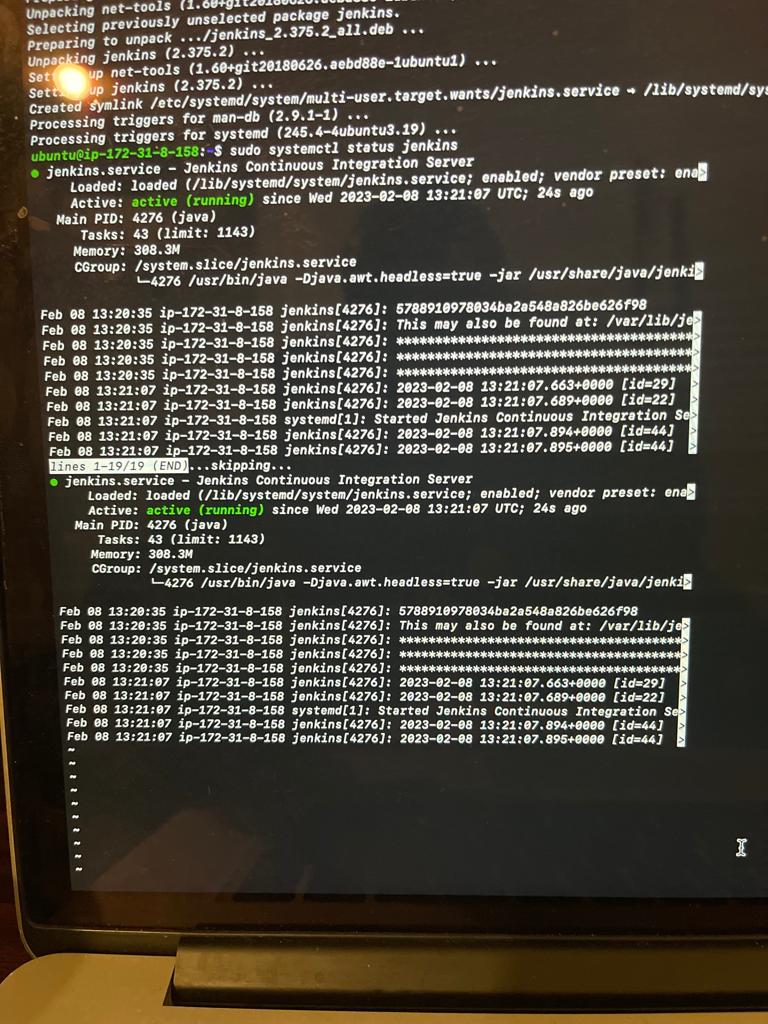 Unpacking net-tools (1.60+git20180626.aebd88e-1ubuntu1) ...
Selecting previously unselected package jenkins.
Preparing to unpack .../jenkins_2.375.2_all.deb ...
Unpacking jenkins (2.375.2) ...
Setting up net-tools (1.60+git20180626.aebd88e-1ubuntu1) ...
Setting up jenkins (2.375.2) ...
Created symlink /etc/systemd/system/multi-user.target.wants/jenkins.service → /lib/systemd/sys
Processing triggers for man-db (2.9.1-1) ...
Processing triggers for systemd (245.4-4ubuntu3.19) ...
ubuntu@ip-172-31-8-158:~$ sudo systemctl status jenkins
● jenkins.service - Jenkins Continuous Integration Server
Loaded: loaded (/lib/systemd/system/jenkins.service; enabled; vendor preset: ena>
Active: active (running) since Wed 2023-02-08 13:21:07 UTC; 24s ago
Main PID: 4276 (java)
Tasks: 43 (limit: 1143)
Memory: 308.3M
CGroup: /system.slice/jenkins.service
└─4276 /usr/bin/java -Djava.awt.headless=true -jar /usr/share/java/jenki>
Feb 08 13:20:35 ip-172-31-8-158 jenkins[4276]: 5788910978034ba2a548a826be626f98
Feb 08 13:20:35 ip-172-31-8-158 jenkins[4276]: This may also be found at: /var/lib/je>
Feb 08 13:20:35 ip-172-31-8-158 jenkins[4276]: *************************************>
Feb 08 13:20:35 ip-172-31-8-158 jenkins[4276]: *************************************>
Feb 08 13:20:35 ip-172-31-8-158 jenkins[4276]: *************************************>
Feb 08 13:21:07 ip-172-31-8-158 jenkins[4276]: 2023-02-08 13:21:07.663+0000 [id=29] >
Feb 08 13:21:07 ip-172-31-8-158 jenkins[4276]: 2023-02-08 13:21:07.689+0000 [id=22] >
Feb 08 13:21:07 ip-172-31-8-158 systemd[1]: Started Jenkins Continuous Integration Se>
Feb 08 13:21:07 ip-172-31-8-158 jenkins[4276]: 2023-02-08 13:21:07.894+0000 [id=44] >
Feb 08 13:21:07 ip-172-31-8-158 jenkins[4276]: 2023-02-08 13:21:07.895+0000 [id=44] >
lines 1-19/19 (END)...skipping...
● jenkins.service - Jenkins Continuous Integration Server
Loaded: loaded (/lib/systemd/system/jenkins.service; enabled; vendor preset: ena>
Active: active (running) since Wed 2023-02-08 13:21:07 UTC; 24s ago
Main PID: 4276 (java)
Tasks: 43 (limit: 1143)
Memory: 308.3M
CGroup: /system.slice/jenkins.service
└─4276 /usr/bin/java -Djava.awt.headless=true -jar /usr/share/java/jenki>
Feb 08 13:20:35 ip-172-31-8-158 jenkins[4276]: 5788910978034ba2a548a826be626f98
Feb 08 13:20:35 ip-172-31-8-158 jenkins[4276]: This may also be found at: /var/lib/je>
Feb 08 13:20:35 ip-172-31-8-158 jenkins[4276]: *************************************>
Feb 08 13:20:35 ip-172-31-8-158 jenkins[4276]: *************************************>
Feb 08 13:20:35 ip-172-31-8-158 jenkins[4276]: *************************************>
Feb 08 13:21:07 ip-172-31-8-158 jenkins[4276]: 2023-02-08 13:21:07.663+0000 [id=29] >
Feb 08 13:21:07 ip-172-31-8-158 jenkins[4276]: 2023-02-08 13:21:07.689+0000 [id=22] >
Feb 08 13:21:07 ip-172-31-8-158 systemd[1]: Started Jenkins Continuous Integration Se>
Feb 08 13:21:07 ip-172-31-8-158 jenkins[4276]: 2023-02-08 13:21:07.894+0000 [id=44] >
Feb 08 13:21:07 ip-172-31-8-158 jenkins[4276]: 2023-02-08 13:21:07.895+0000 [id=44] >
~
~
~
~
~
~
~
~
~
~